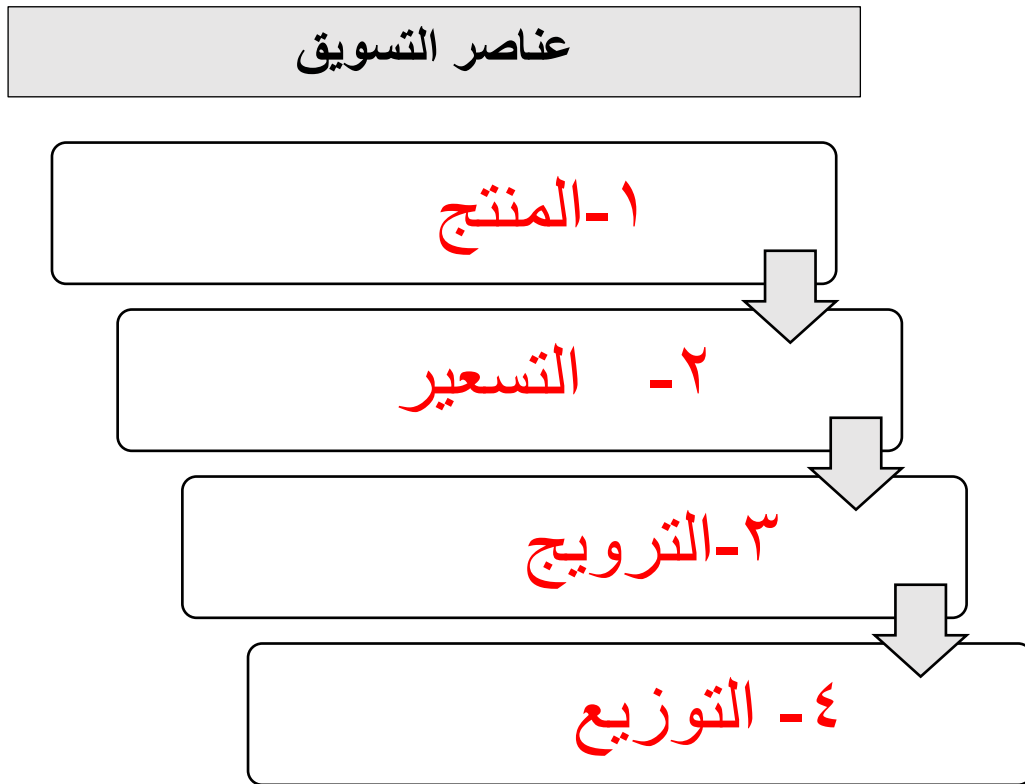 عناصر التسويق
١-المنتج
٢- التسعير
٣-الترويج
٤- التوزيع